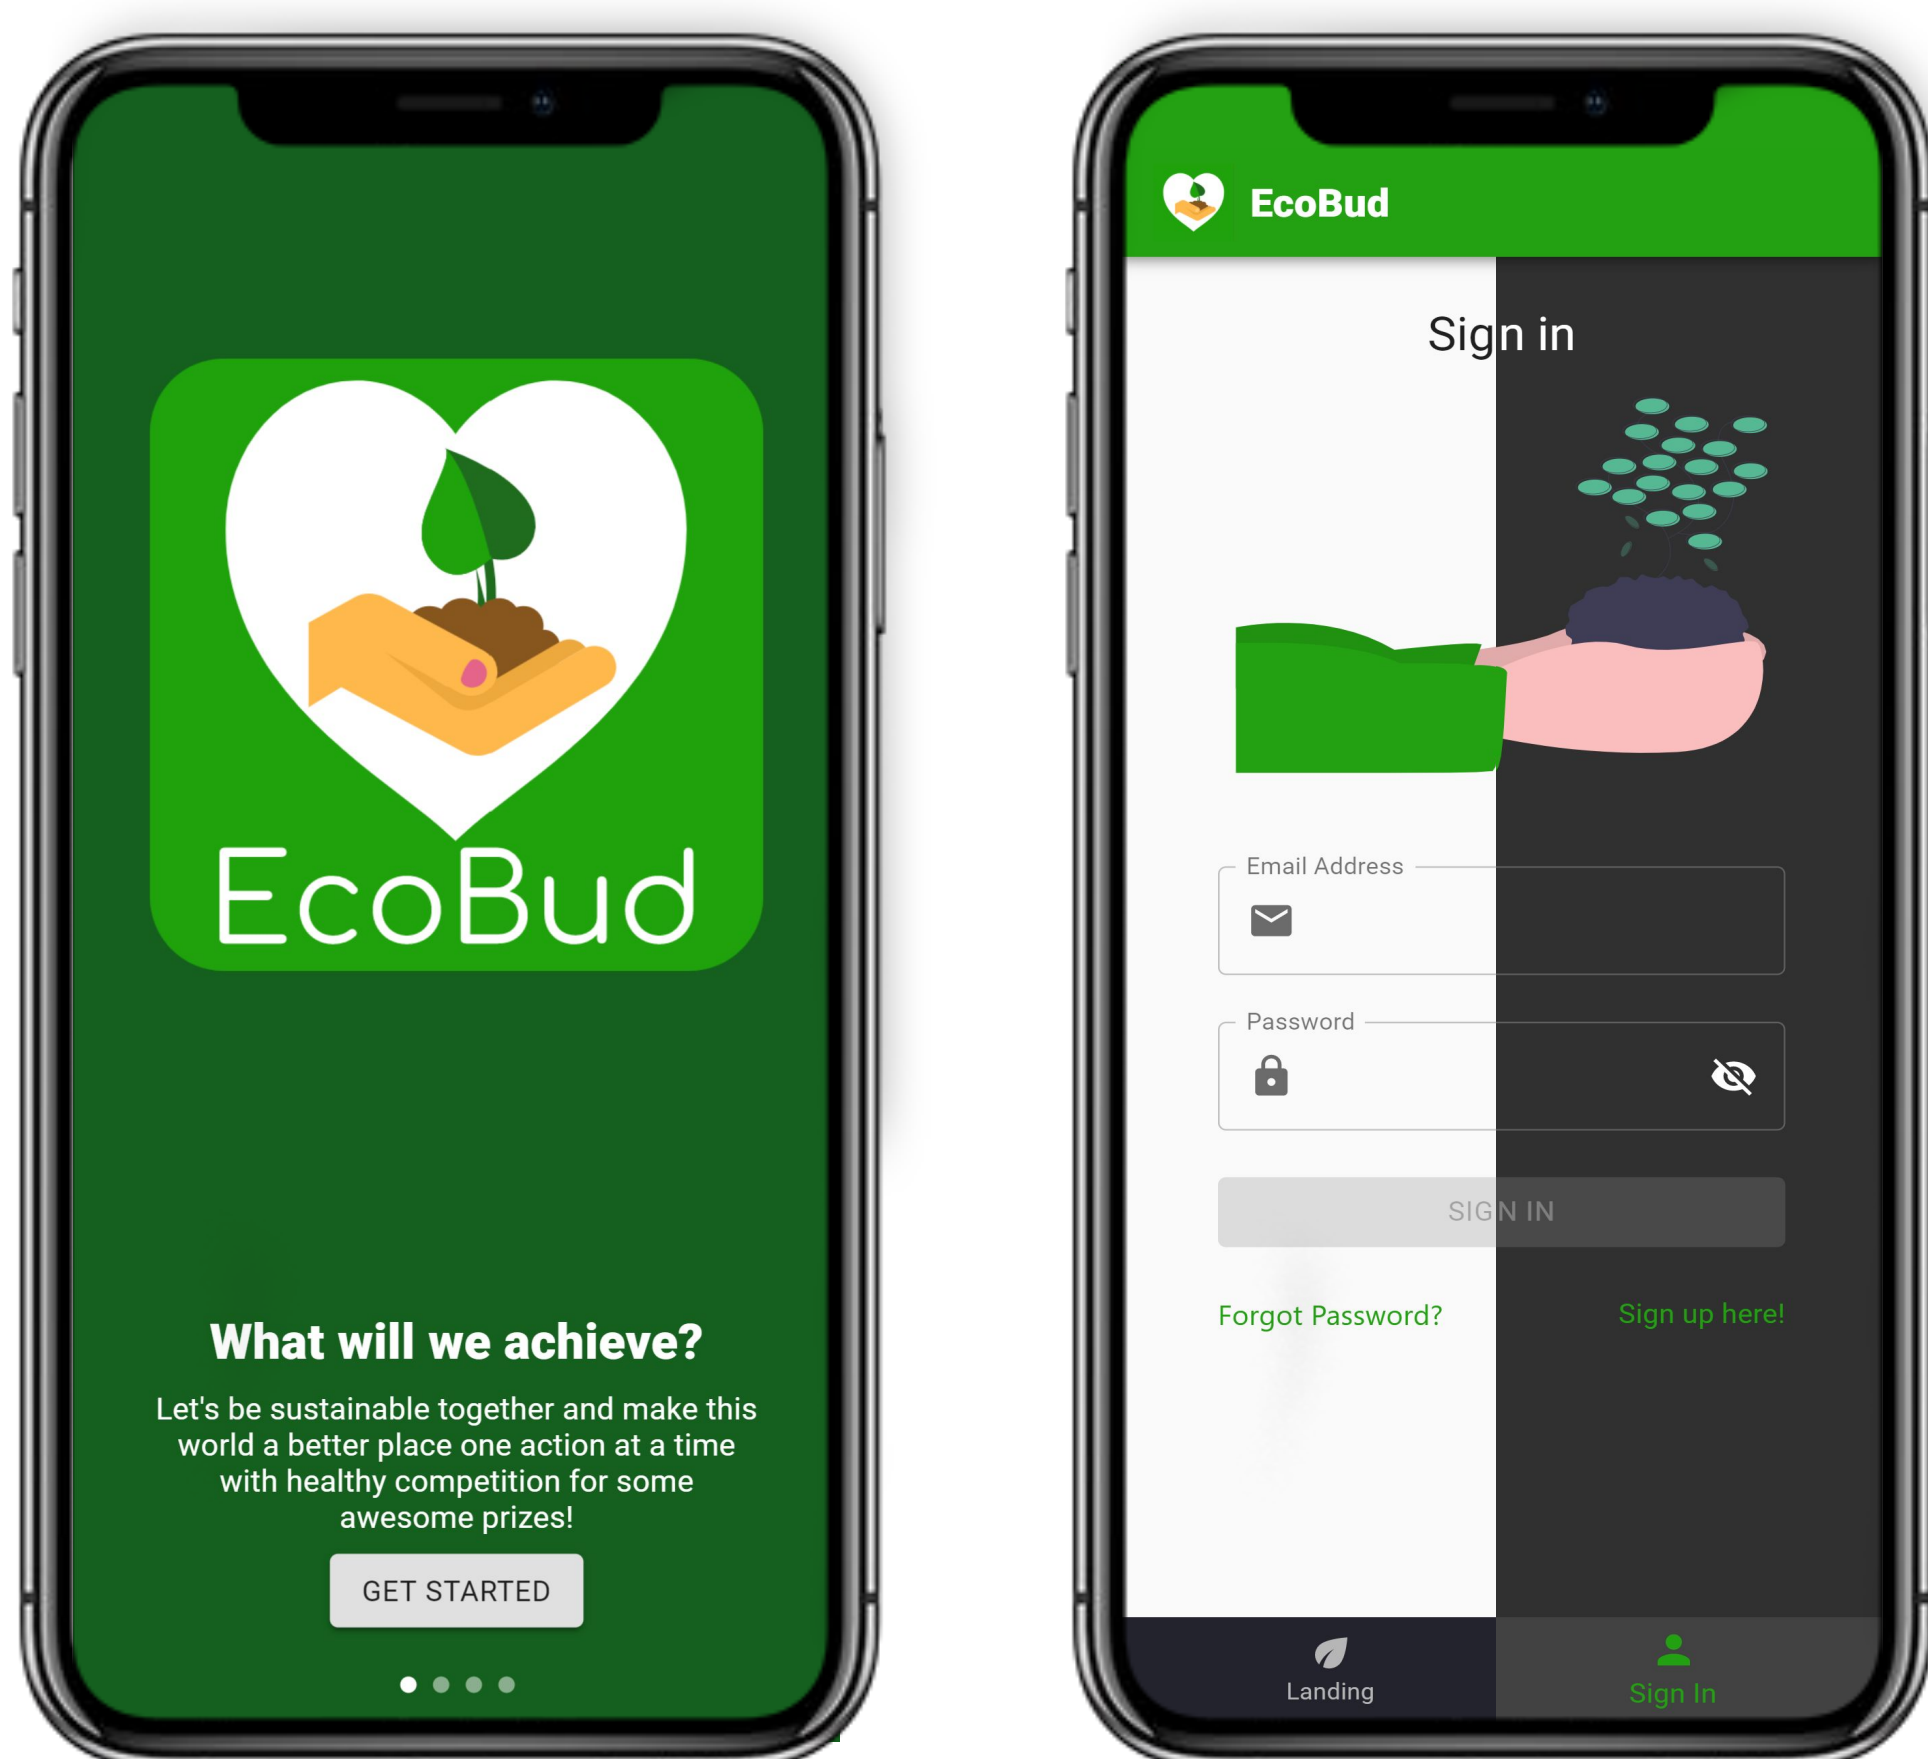 EcoBud
What will we achieve?
Let's be sustainable together and make this
world a better place one action at a time
with healthy competition for some
awesome prizes!
GET STARTED
EcoBud
Sign in
Email Address
Password
SIGN IN
Forgot Password?
Sign up here!
Landing
Sign In